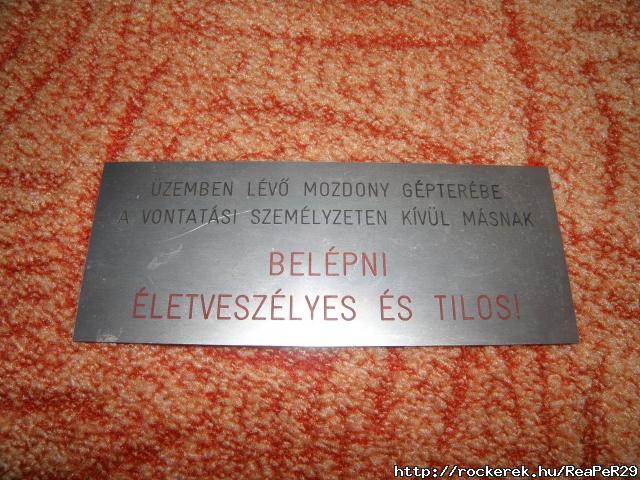 ÜZEMBEN LÉVŐ MOZDONY GÉPTERÉBE
A VONTATÁSI SZEMÉLYZETEN KÍVÜL MÁSNAK
BELÉPNI
ÉLETVESZÉLYES ÉS TILOS!
http://rockerek.hu/ReaPeR29